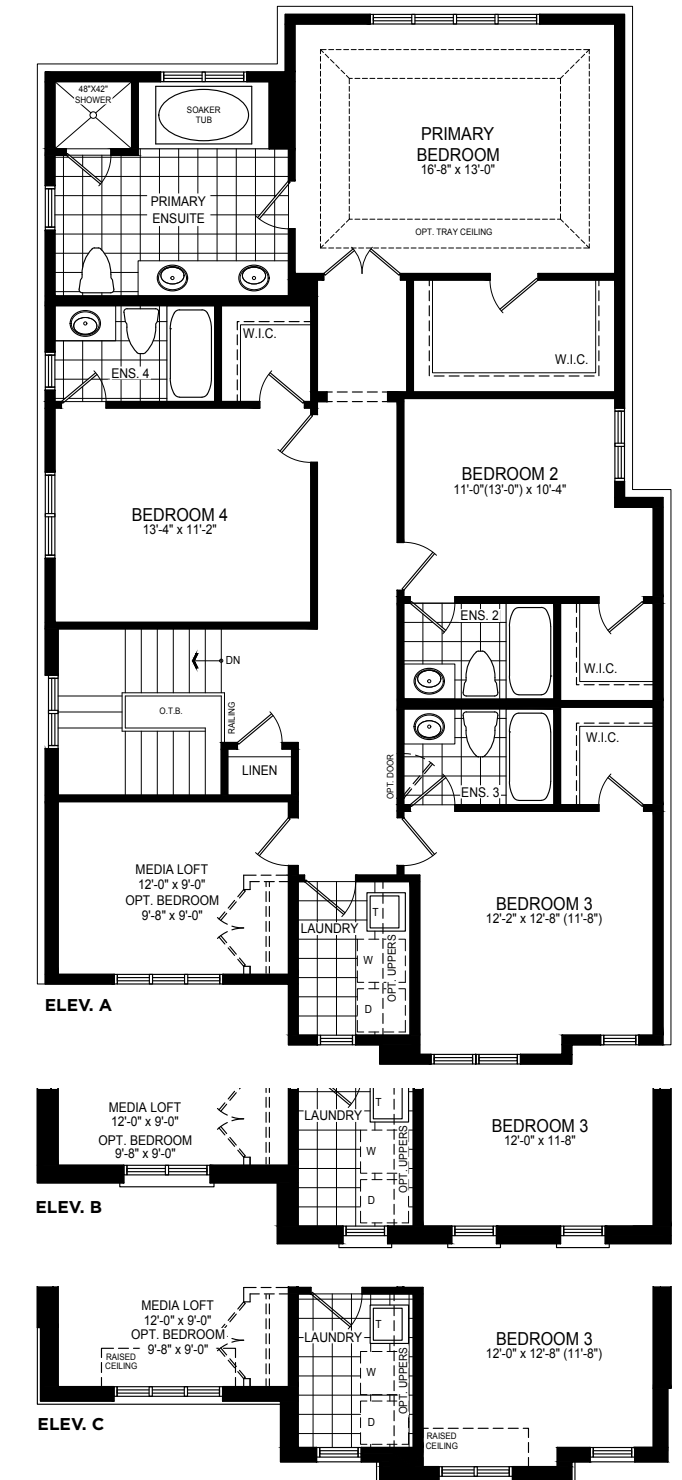 48"X42"
SHOWER
SOAKER
TUB
PRIMARY
ENSUITE
PRIMARY
BEDROOM
16'-8" x 13'-0"
OPT. TRAY CEILING
W.I.C.
W.I.C.
ENS. 4
BEDROOM 4
13'-4" x 11'-2"
BEDROOM 2
11'-0"(13'-0") x 10'-4"
ENS. 2
W.I.C.
DN
O.T.B.
RAILING
LINEN
OPT. DOOR
ENS. 3
W.I.C.
MEDIA LOFT
12'-0" x 9'-0"
OPT. BEDROOM
9'-8" x 9'-0"
LAUNDRY
T
W
D
OPT. UPPERS
BEDROOM 3
12'-2" x 12'-8" (11'-8")
ELEV. A
MEDIA LOFT
12'-0" x 9'-0"
OPT. BEDROOM
9'-8" x 9'-0"
LAUNDRY
T
W
D
OPT. UPPERS
BEDROOM 3
12'-0" x 11-8"
ELEV. B
MEDIA LOFT
12'-0" x 9'-0"
OPT. BEDROOM
9'-8" x 9'-0"
RAISED
CEILING
LAUNDRY
T
W
D
OPT. UPPERS
BEDROOM 3
12'-0" x 12'-8" (11'-8")
RAISED
CEILING
ELEV. C